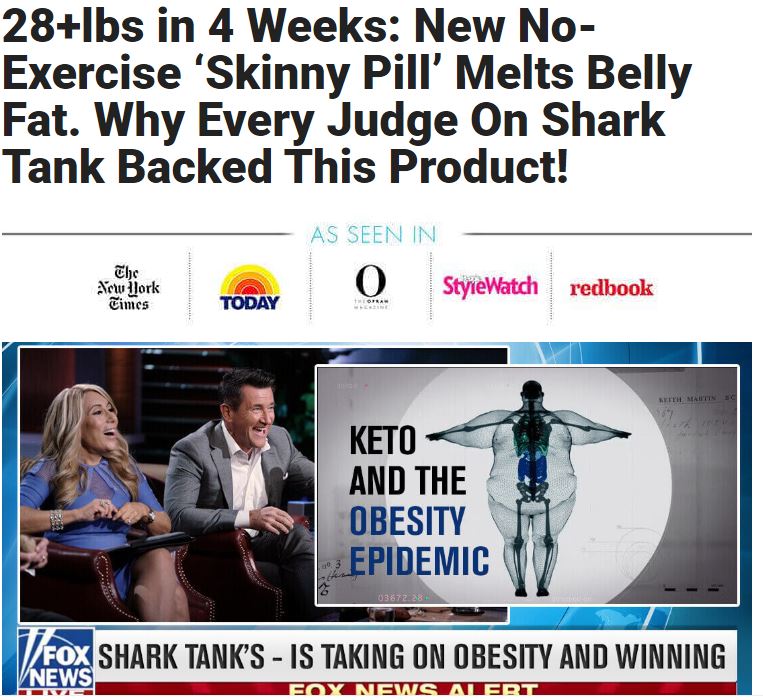 28+lbs in 4 Weeks: New No-
Exercise ‘Skinny Pill’ Melts Belly
Fat. Why Every Judge On Shark
Tank Backed This Product!
AS SEEN IN
The
New York
Times
TODAY
O
THE OPRAH
MAGAZINE
StyleWatch
redbook
KEITH MARTIN
KETO
AND THE
OBESITY
EPIDEMIC
03672.28
FOX
NEWS
LIVE
SHARK TANK'S - IS TAKING ON OBESITY AND WINNING
FOX NEWS ALERT